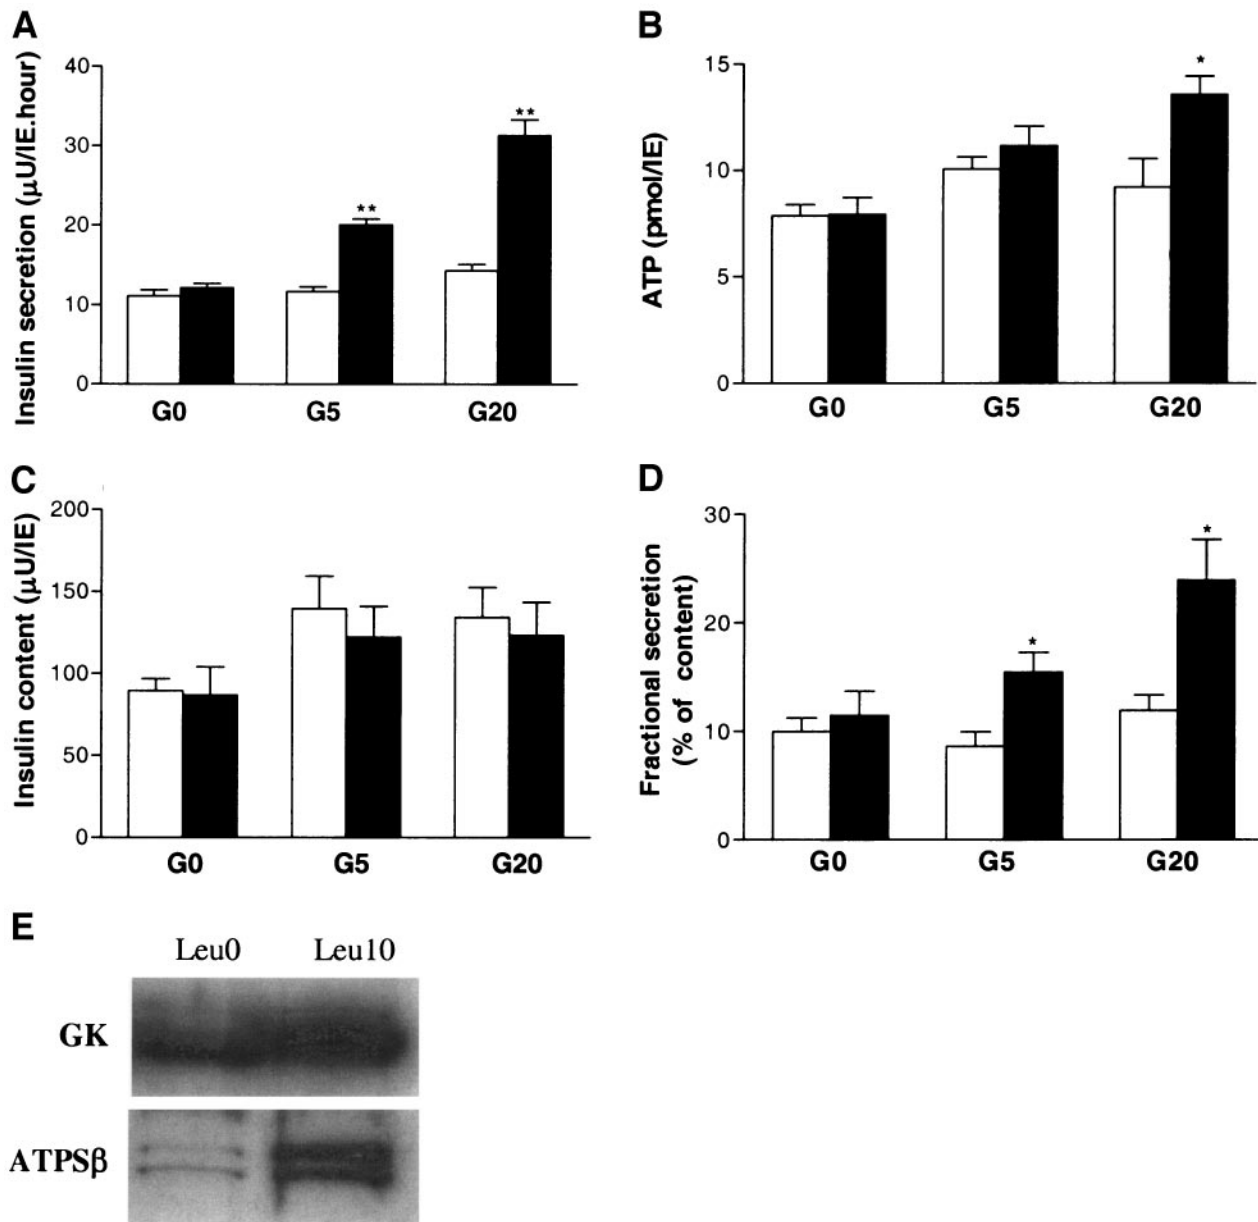 A
Insulin secretion (µU/IE.hour)
40
30
20
10
0
**
**
G0 G5 G20
B
ATP (pmol/IE)
15
10
5
0
*
G0 G5 G20
C
Insulin content (µU/IE)
200
150
100
50
0
G0 G5 G20
D
Fractional secretion
(% of content)
30
20
10
0
*
*
G0 G5 G20
E
Leu0 Leu10
GK
ATPSβ